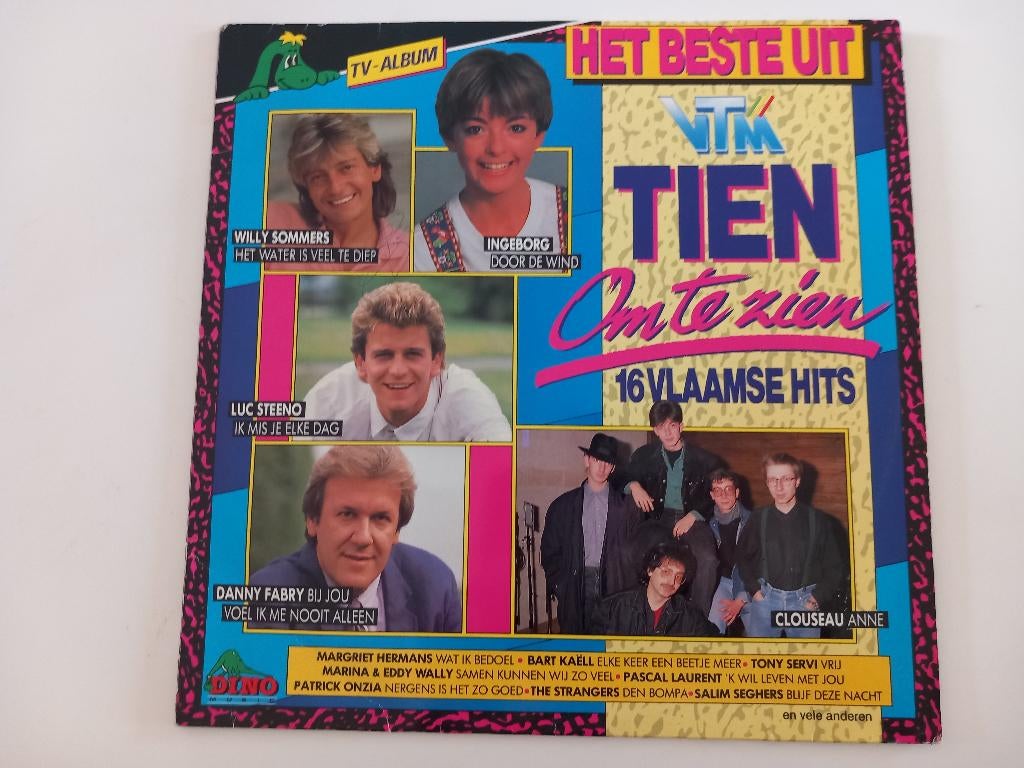 TV-ALBUM
HET BESTE UIT
VTM
TIEN
Om te zien
16 VLAAMSE HITS
WILLY SOMMERS
HET WATER IS VEEL TE DIEP
INGEBORG
DOOR DE WIND
LUC STEENO
IK MIS JE ELKE DAG
DANNY FABRY BIJ JOU
VOEL IK ME NOOIT ALLEEN
CLOUSEAU ANNE
MARGRIET HERMANS WAT IK BEDOEL • BART KAËLL ELKE KEER EEN BEETJE MEER • TONY SERVI VRIJ
MARINA & EDDY WALLY SAMEN KUNNEN WIJ ZO VEEL • PASCAL LAURENT 'K WIL LEVEN MET JOU
PATRICK ONZIA NERGENS IS HET ZO GOED • THE STRANGERS DEN BOMPA • SALIM SEGHERS BLIJF DEZE NACHT
en vele anderen
DINO
MUSIC